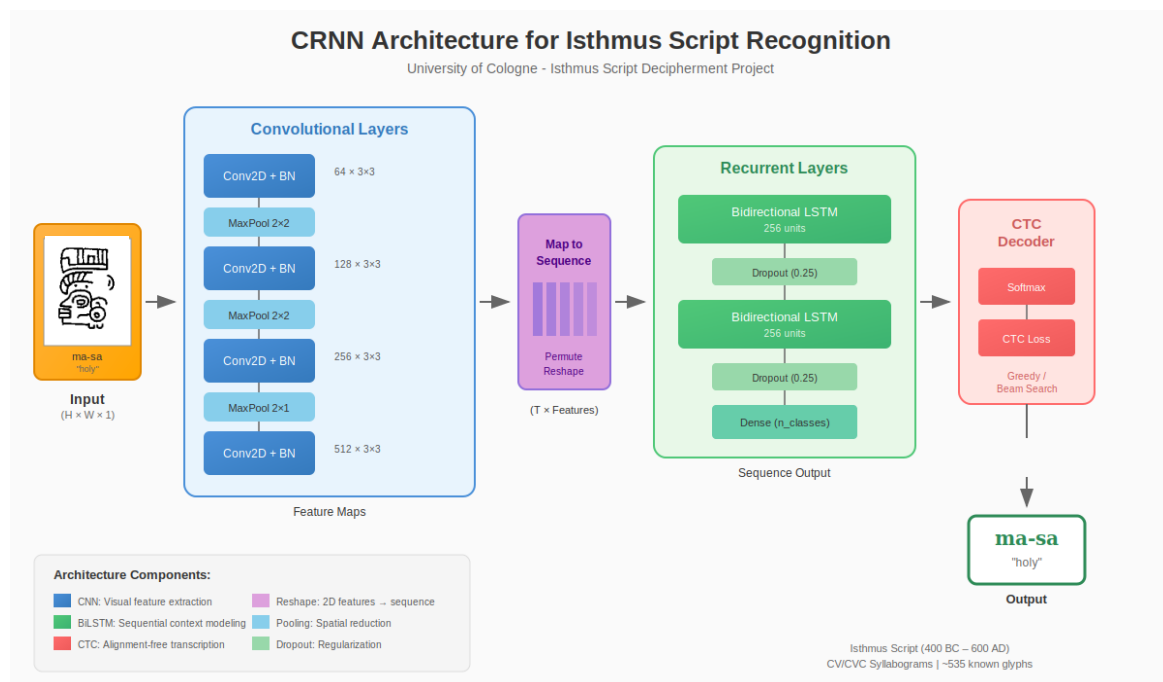 CRNN Architecture for Isthmus Script Recognition
University of Cologne - Isthmus Script Decipherment Project
ma-sa
"holy"
Input
(H × W × 1)
Convolutional Layers
Conv2D + BN
64 × 3×3
MaxPool 2×2
Conv2D + BN
128 × 3×3
MaxPool 2×2
Conv2D + BN
256 × 3×3
MaxPool 2×1
Conv2D + BN
512 × 3×3
Feature Maps
Map to
Sequence
Permute
Reshape
(T × Features)
Recurrent Layers
Bidirectional LSTM
256 units
Dropout (0.25)
Bidirectional LSTM
256 units
Dropout (0.25)
Dense (n_classes)
Sequence Output
CTC
Decoder
Softmax
CTC Loss
Greedy /
Beam Search
ma-sa
"holy"
Output
Architecture Components:
CNN: Visual feature extraction
Reshape: 2D features → sequence
BiLSTM: Sequential context modeling
Pooling: Spatial reduction
CTC: Alignment-free transcription
Dropout: Regularization
Isthmus Script (400 BC – 600 AD)
CV/CVC Syllabograms | ~535 known glyphs